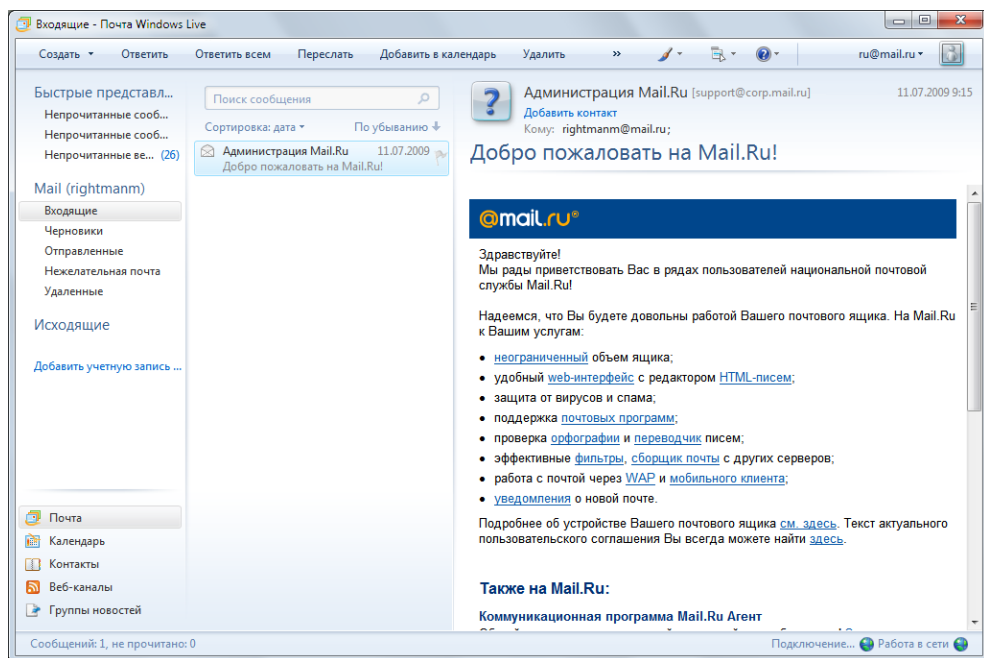 Входящие - Почта Windows Live
Создать Ответить Ответить всем Переслать Добавить в календарь Удалить » ru@mail.ru
Быстрые представл...
Непрочитанные сооб...
Непрочитанные сооб...
Непрочитанные ве... (26)
Mail (rightmanm)
Входящие
Черновики
Отправленные
Нежелательная почта
Удаленные
Исходящие
Добавить учетную запись ...
Почта
Календарь
Контакты
Веб-каналы
Группы новостей
Поиск сообщения
Сортировка: дата По убыванию
Администрация Mail.Ru 11.07.2009
Добро пожаловать на Mail.Ru!
Администрация Mail.Ru [support@corp.mail.ru] 11.07.2009 9:15
Добавить контакт
Кому: rightmanm@mail.ru;
Добро пожаловать на Mail.Ru!
@mail.ru®
Здравствуйте!
Мы рады приветствовать Вас в рядах пользователей национальной почтовой
службы Mail.Ru!
Надеемся, что Вы будете довольны работой Вашего почтового ящика. На Mail.Ru
к Вашим услугам:
• неограниченный объем ящика;
• удобный web-интерфейс с редактором HTML-писем;
• защита от вирусов и спама;
• поддержка почтовых программ;
• проверка орфографии и переводчик писем;
• эффективные фильтры, сборщик почты с других серверов;
• работа с почтой через WAP и мобильного клиента;
• уведомления о новой почте.
Подробнее об устройстве Вашего почтового ящика см. здесь. Текст актуального
пользовательского соглашения Вы всегда можете найти здесь.
Также на Mail.Ru:
Коммуникационная программа Mail.Ru Агент
Сообщений: 1, не прочитано: 0 Подключение... Работа в сети